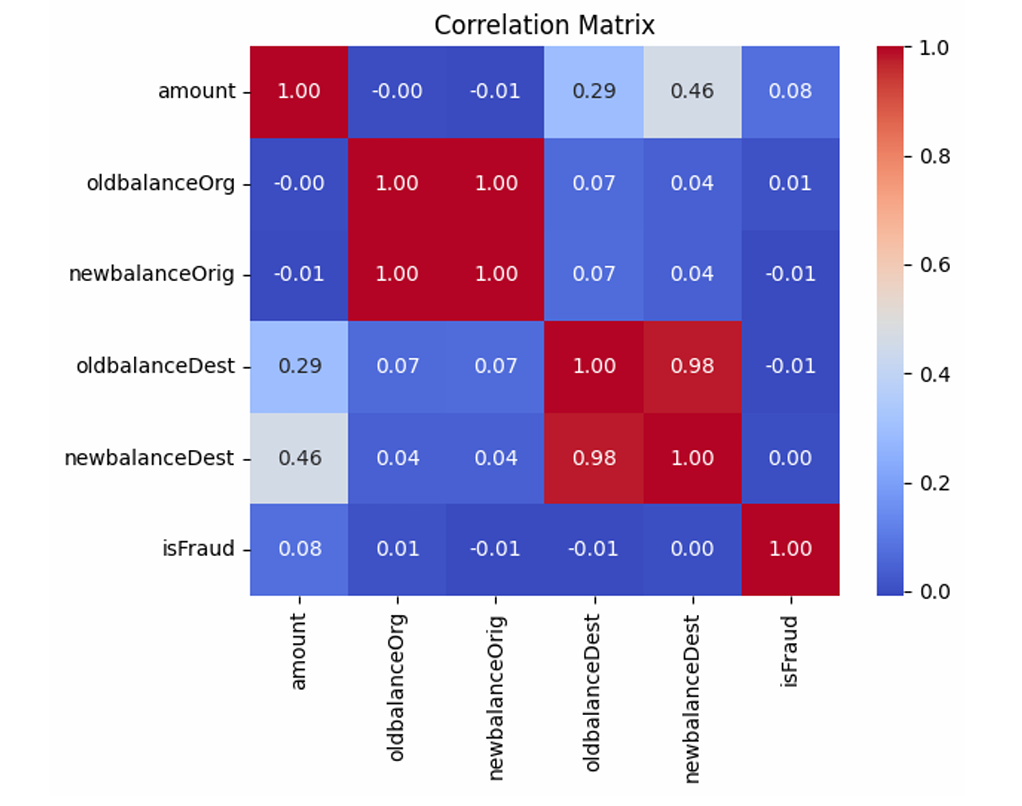 Correlation Matrix
amount 1.00 -0.00 -0.01 0.29 0.46 0.08
oldbalanceOrg -0.00 1.00 1.00 0.07 0.04 0.01
newbalanceOrig -0.01 1.00 1.00 0.07 0.04 -0.01
oldbalanceDest 0.29 0.07 0.07 1.00 0.98 -0.01
newbalanceDest 0.46 0.04 0.04 0.98 1.00 0.00
isFraud 0.08 0.01 -0.01 -0.01 0.00 1.00
amount
oldbalanceOrg
newbalanceOrig
oldbalanceDest
newbalanceDest
isFraud
1.0
0.8
0.6
0.4
0.2
0.0